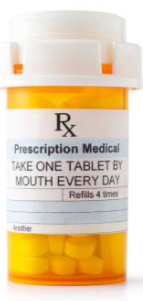 Rx
Prescription Medical
TAKE ONE TABLET BY
MOUTH EVERY DAY
Refills 4 times
Another